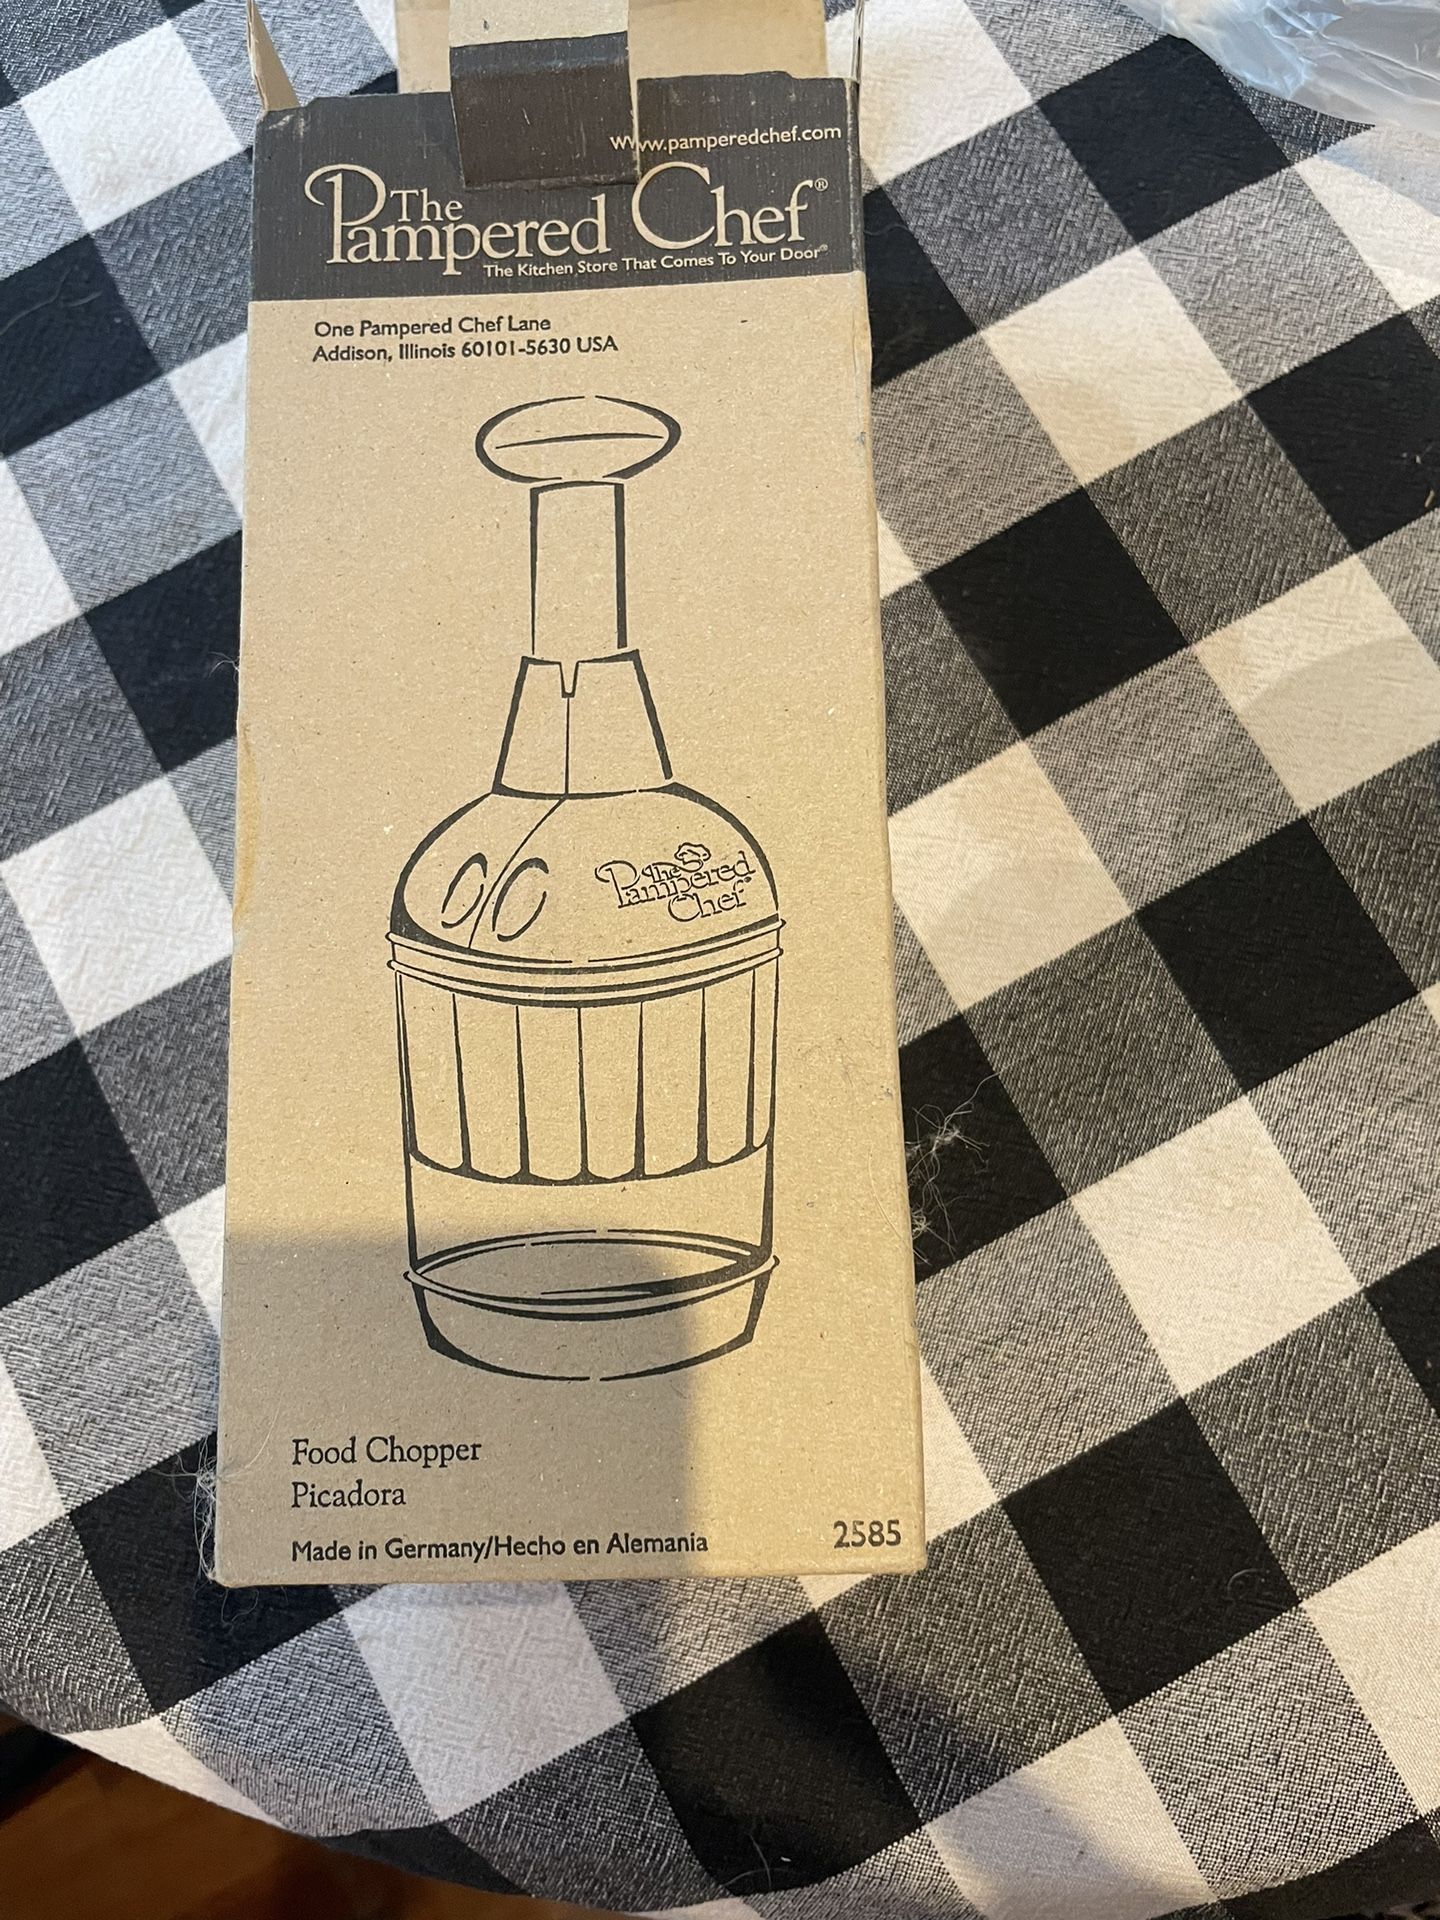 www.pamperedchef.com
The
Pampered Chef®
The Kitchen Store That Comes To Your Door®
One Pampered Chef Lane
Addison, Illinois 60101-5630 USA
The
Pampered
Chef
Food Chopper
Picadora
Made in Germany/Hecho en Alemania
2585